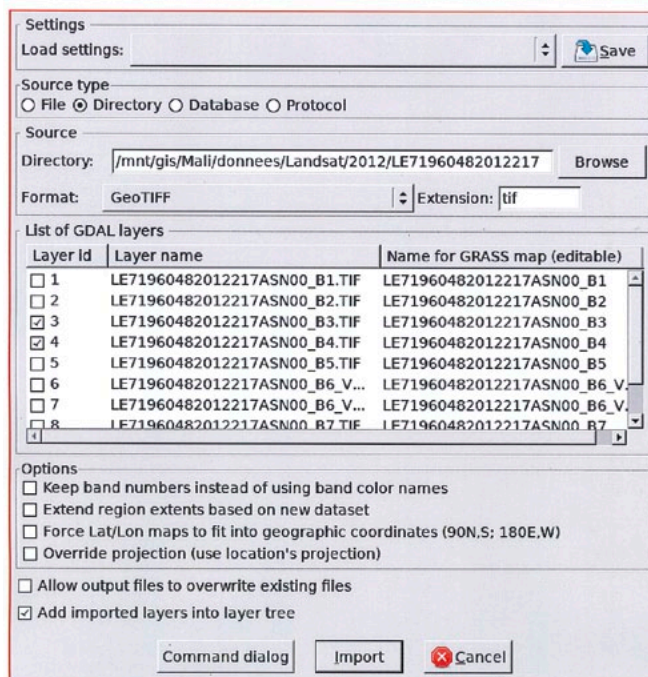 Settings
Load settings: Save
Source type
File Directory Database Protocol
Source
Directory: /mnt/gis/Mali/donnees/Landsat/2012/LE71960482012217 Browse
Format: GeoTIFF Extension: tif
List of GDAL layers
Layer id Layer name Name for GRASS map (editable)
1 LE71960482012217ASN00_B1.TIF LE71960482012217ASN00_B1
2 LE71960482012217ASN00_B2.TIF LE71960482012217ASN00_B2
3 LE71960482012217ASN00_B3.TIF LE71960482012217ASN00_B3
4 LE71960482012217ASN00_B4.TIF LE71960482012217ASN00_B4
5 LE71960482012217ASN00_B5.TIF LE71960482012217ASN00_B5
6 LE71960482012217ASN00_B6_V... LE71960482012217ASN00_B6_V.
7 LE71960482012217ASN00_B6_V... LE71960482012217ASN00_B6_V.
8 LE71960482012217ASN00_B7.TIF LE71960482012217ASN00_B7
Options
Keep band numbers instead of using band color names
Extend region extents based on new dataset
Force Lat/Lon maps to fit into geographic coordinates (90N,S; 180E,W)
Override projection (use location's projection)
Allow output files to overwrite existing files
Add imported layers into layer tree
Command dialog Import Cancel